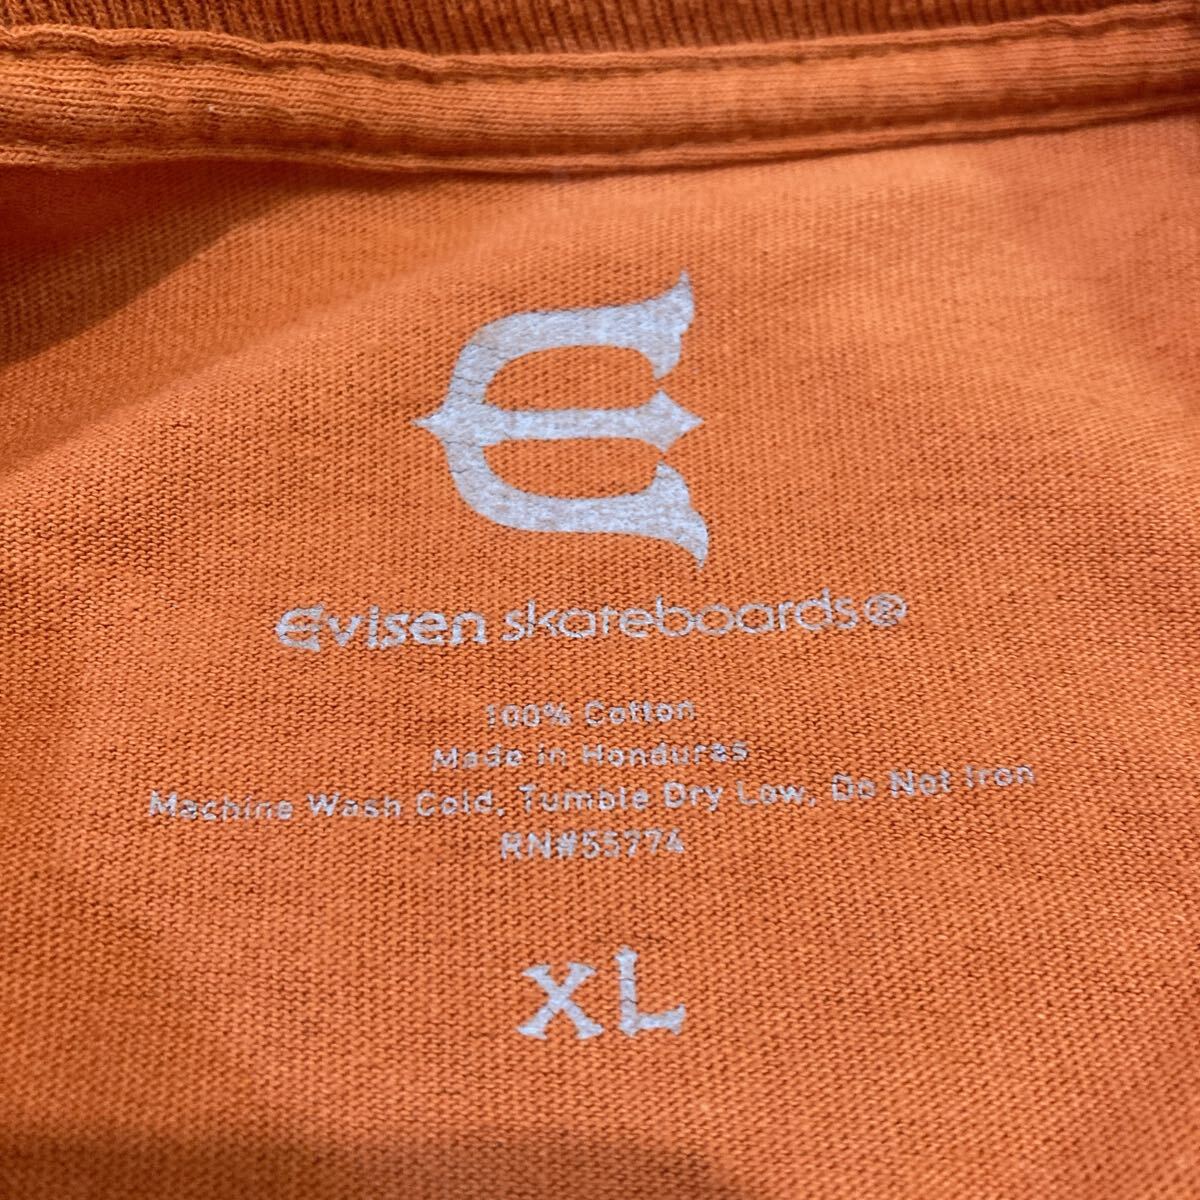 E
Evisen skateboards®
100% Cotton
Made in Honduras
Machine Wash Cold, Tumble Dry Low, Do Not Iron
RN#55774
XL